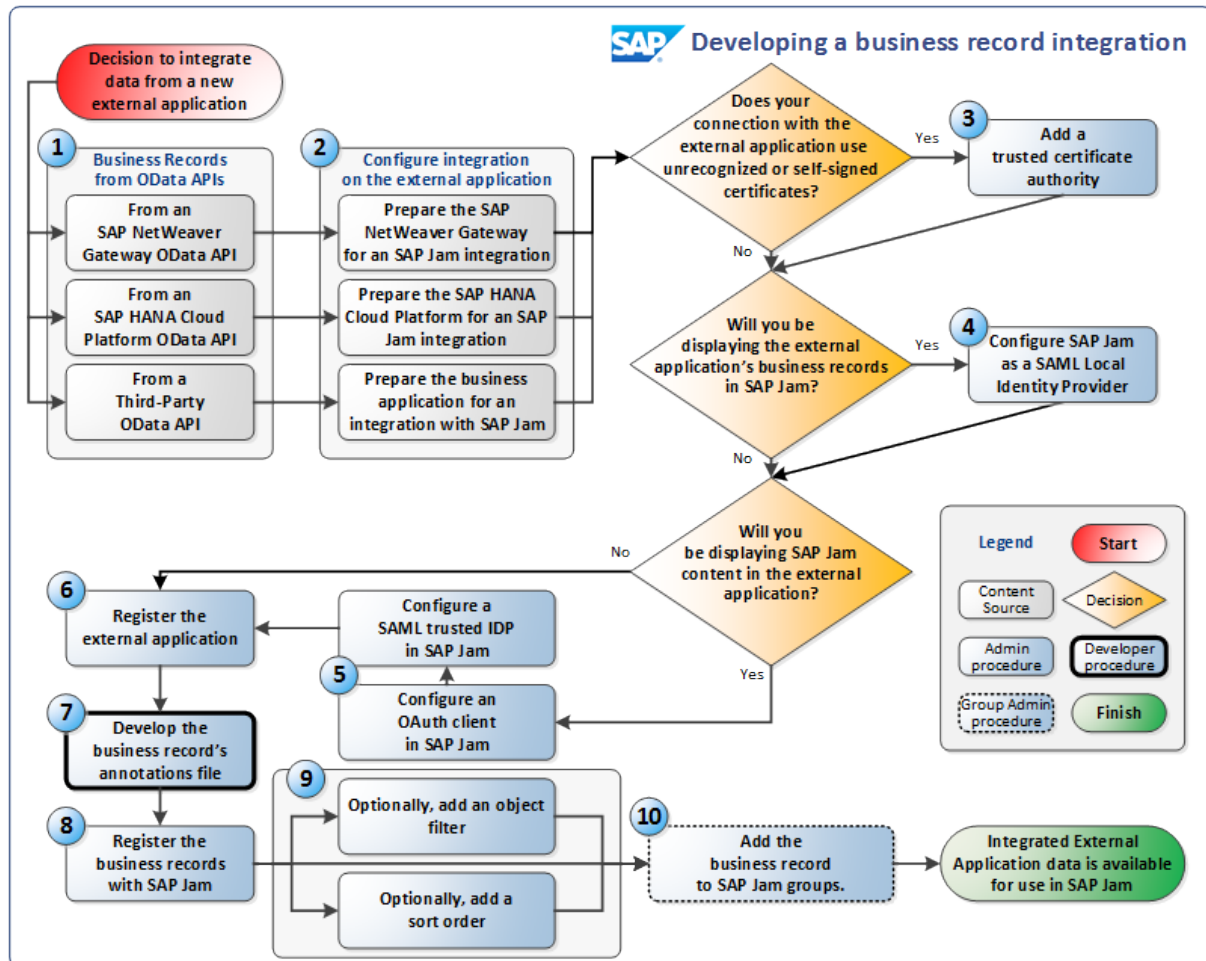 SAP Developing a business record integration
Decision to integrate
data from a new
external application
1
Business Records
from OData APIs
From an
SAP NetWeaver
Gateway OData API
From an
SAP HANA Cloud
Platform OData API
From a
Third-Party
OData API
2
Configure integration
on the external application
Prepare the SAP
NetWeaver Gateway
for an SAP Jam integration
Prepare the SAP HANA
Cloud Platform for an SAP
Jam integration
Prepare the business
application for an
integration with SAP Jam
Does your
connection with the
external application use
unrecognized or self-signed
certificates?
Yes
3
Add a
trusted certificate
authority
No
Will you be
displaying the external
application's business records
in SAP Jam?
Yes
4
Configure SAP Jam
as a SAML Local
Identity Provider
No
Will you
be displaying SAP Jam
content in the external
application?
No
Yes
5
Configure an
OAuth client
in SAP Jam
Configure a
SAML trusted IDP
in SAP Jam
6
Register the
external application
7
Develop the
business record's
annotations file
8
Register the
business records
with SAP Jam
9
Optionally, add an object
filter
Optionally, add a
sort order
10
Add the
business record
to SAP Jam groups.
Integrated External
Application data is available
for use in SAP Jam
Legend
Start
Content
Source
Decision
Admin
procedure
Developer
procedure
Group Admin
procedure
Finish